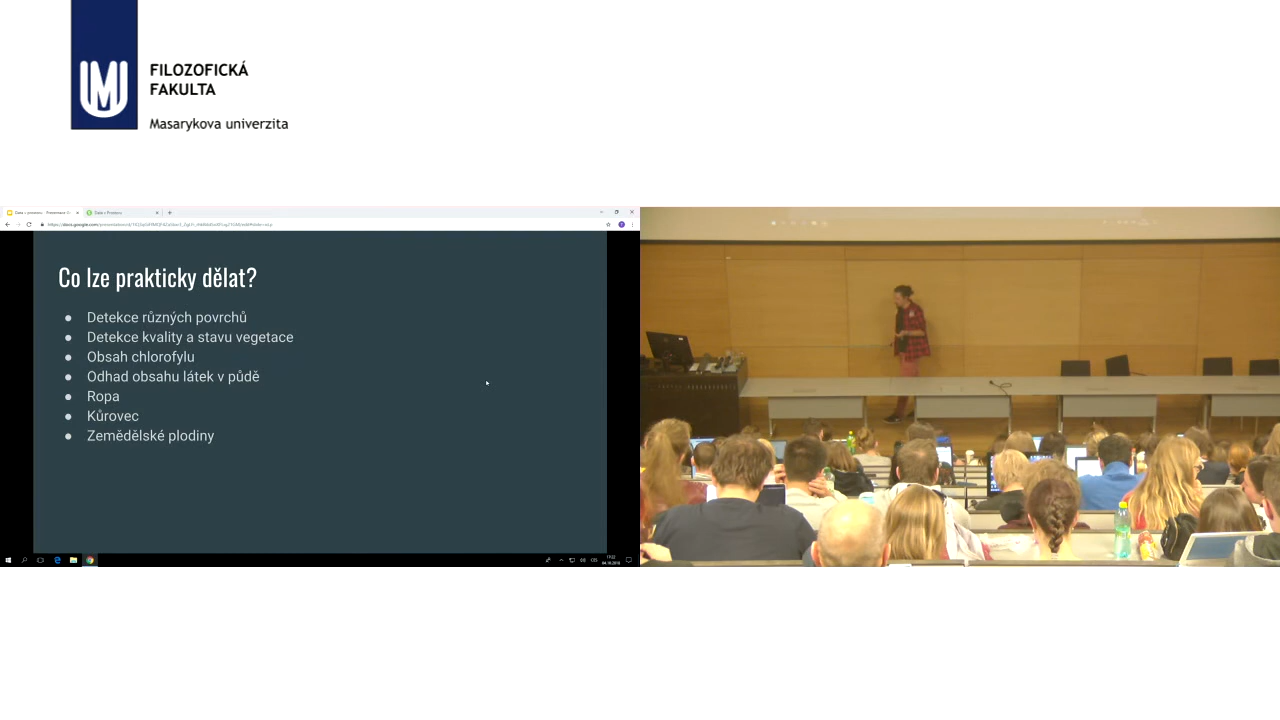 FILOZOFICKÁ
FAKULTA
Masarykova univerzita
Co lze prakticky dělat?
● Detekce různých povrchů
● Detekce kvality a stavu vegetace
● Obsah chlorofylu
● Odhad obsahu látek v půdě
● Ropa
● Kůrovec
● Zemědělské plodiny